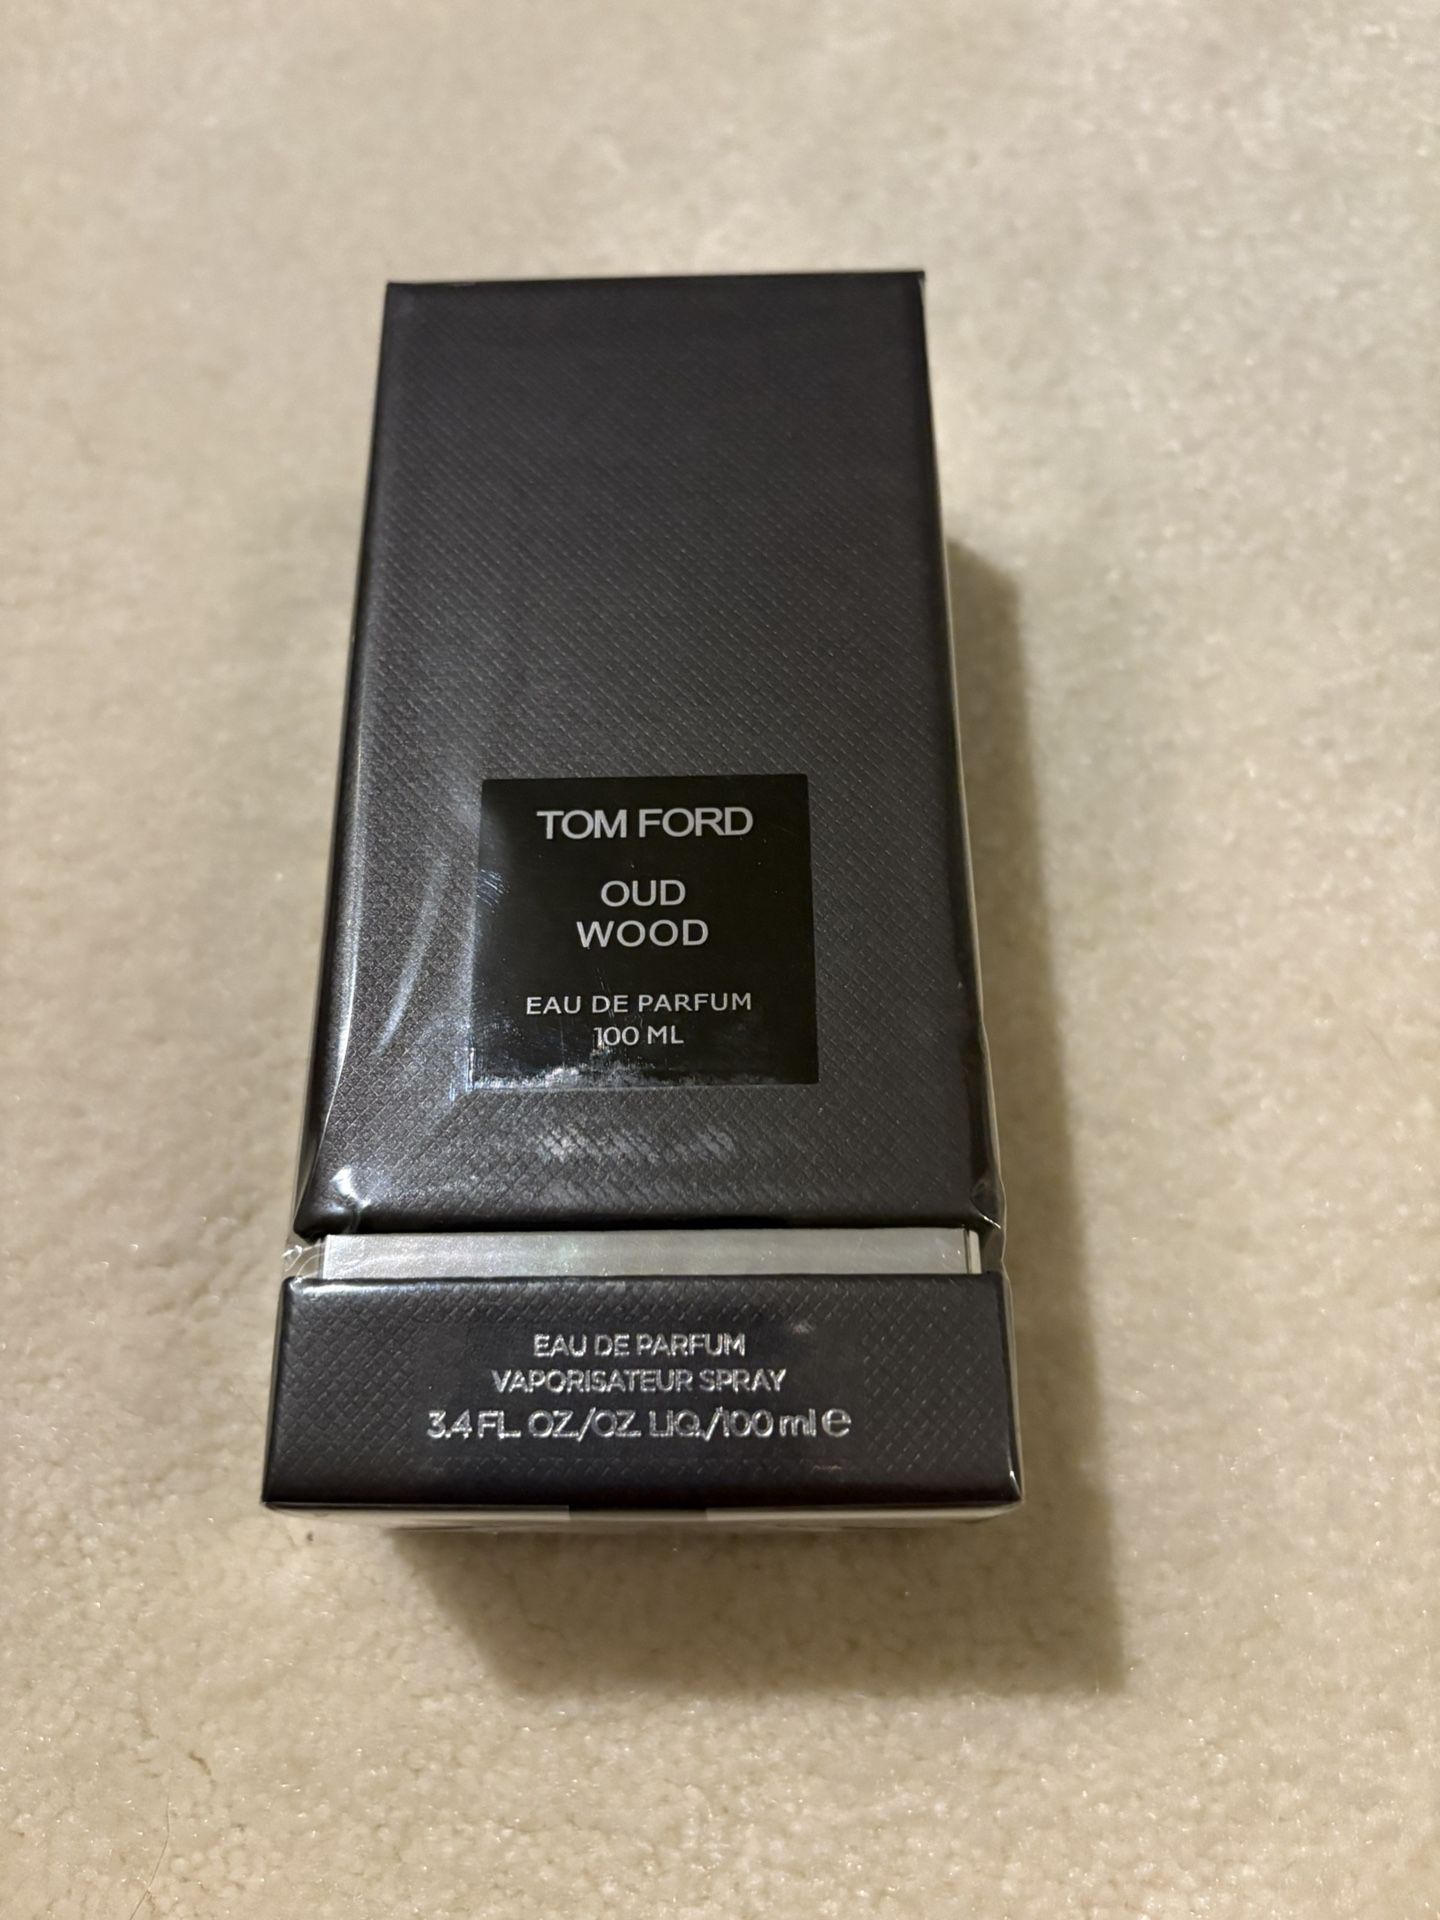 TOM FORD
OUD
WOOD
EAU DE PARFUM
100 ML
EAU DE PARFUM
VAPORISATEUR SPRAY
3.4 FL. OZ./OZ. LIQ./100 ml e